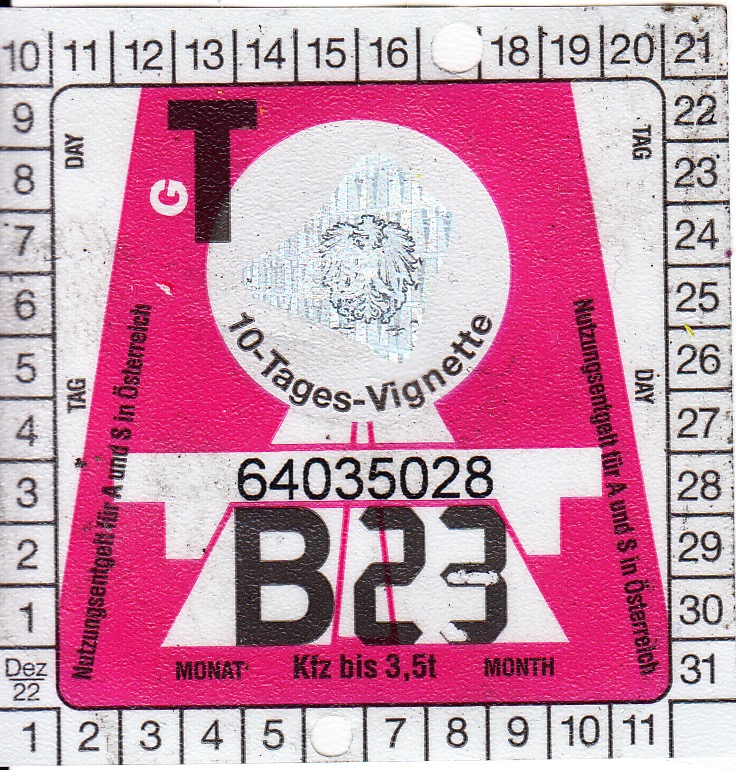 10 11 12 13 14 15 16 18 19 20 21
9 22
8 23
7 24
6 25
5 26
4 27
3 28
2 29
1 30
Dez 22 31
1 2 3 4 5 7 8 9 10 11
DAY
TAG
T
G
TAG
DAY
Nutzungsentgelt für A und S in Österreich
10-Tages-Vignette
Nutzungsentgelt für A und S in Österreich
64035028
B23
MONAT Kfz bis 3,5t MONTH